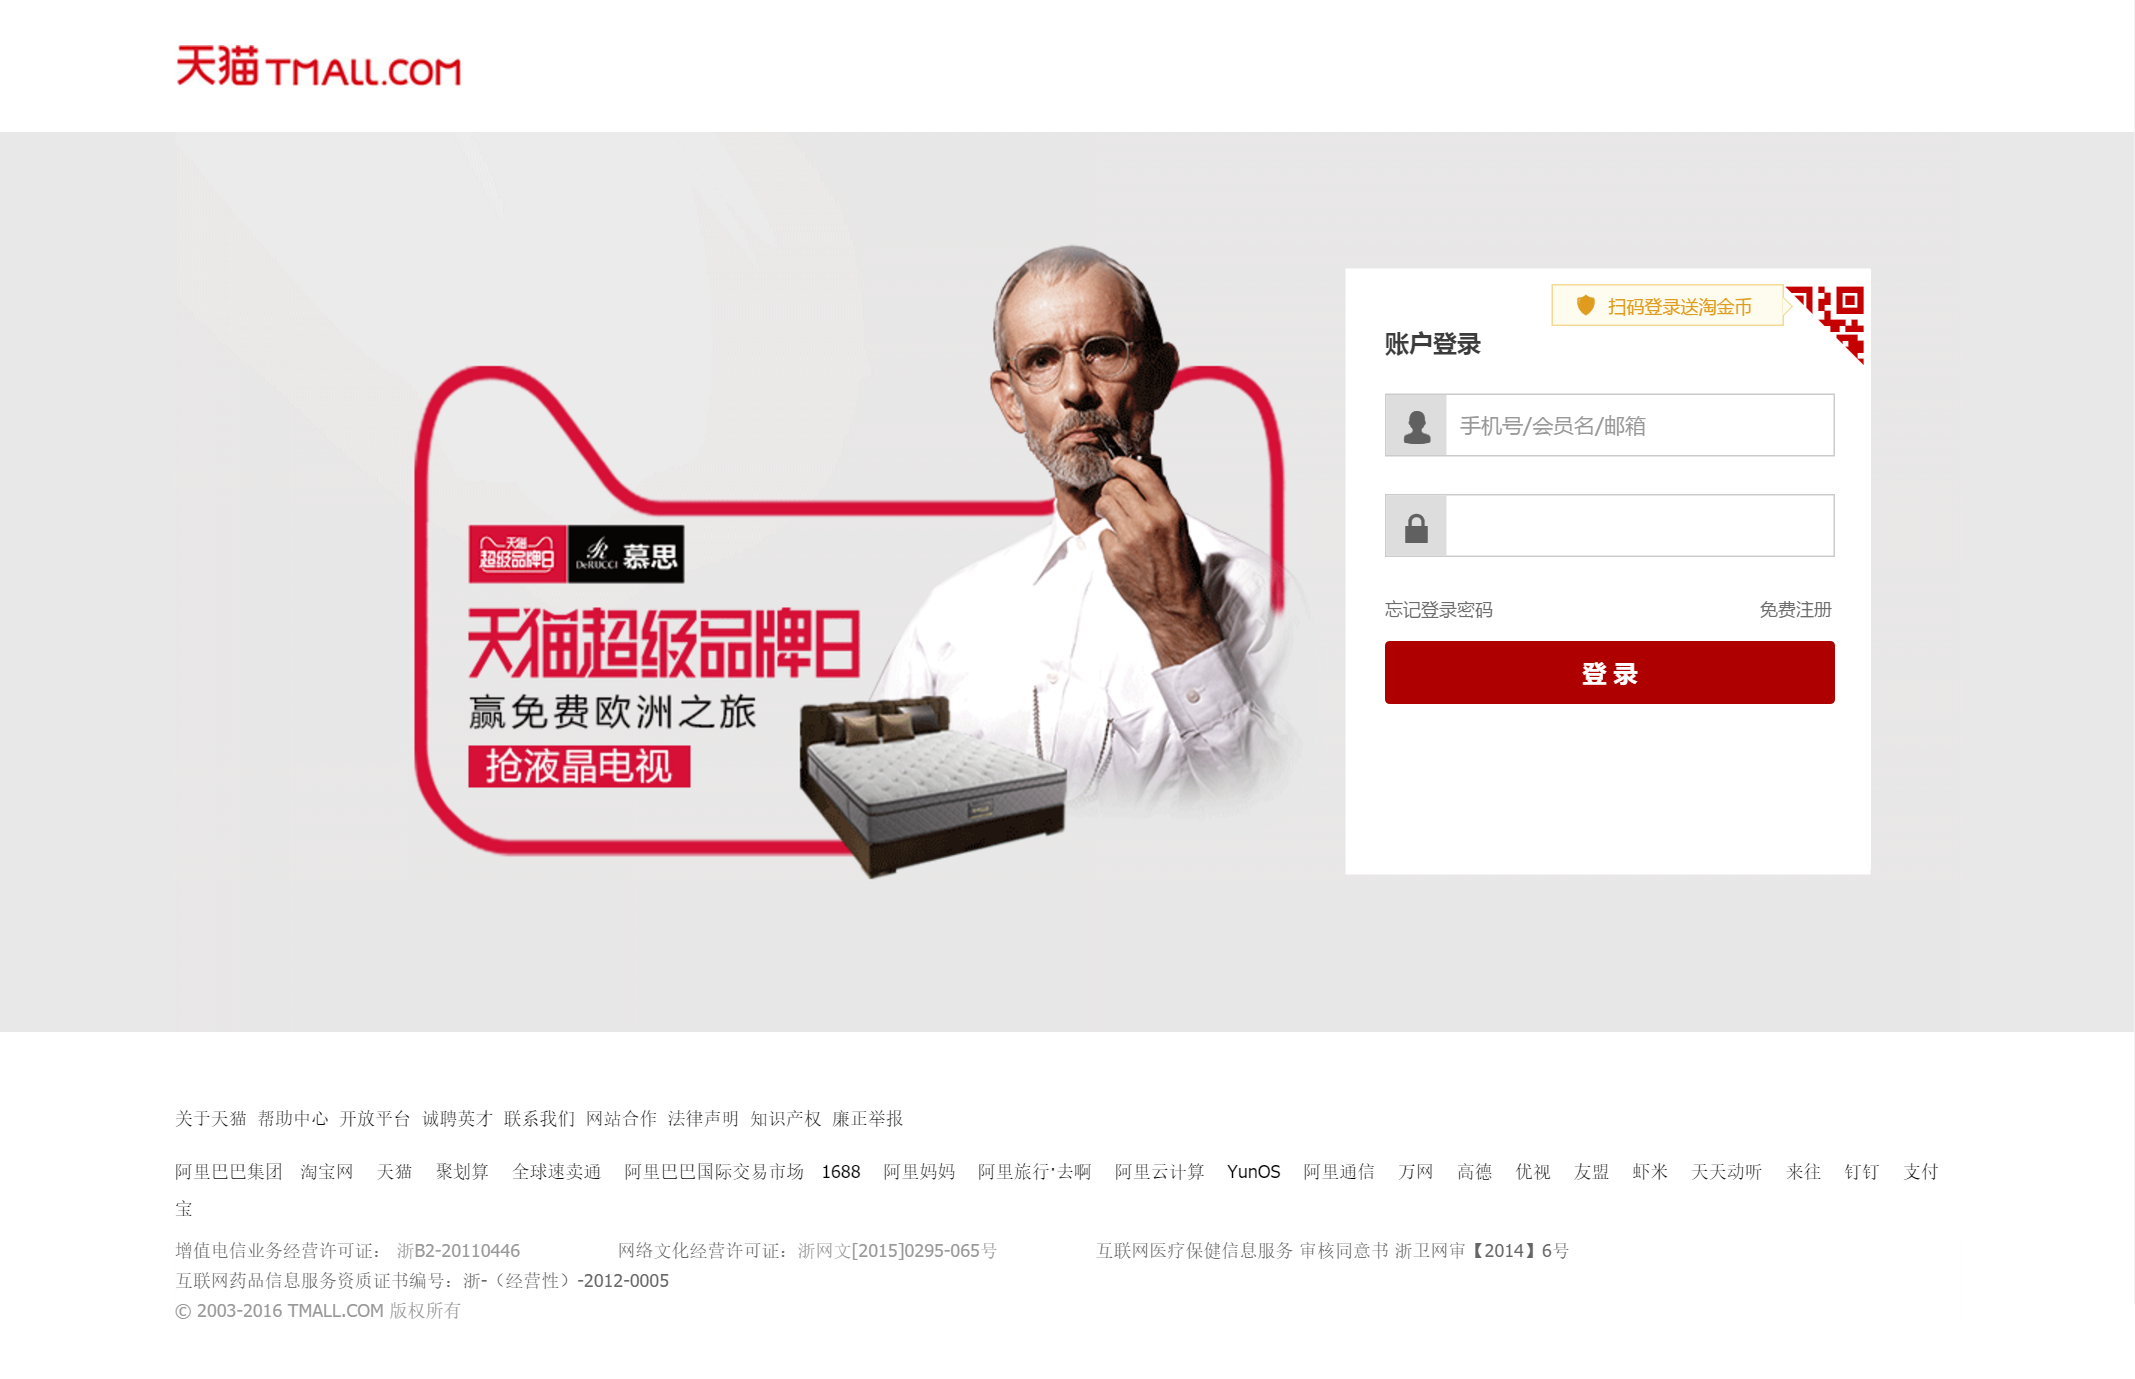 天猫 TMALL.COM
扫码登录送淘金币
账户登录
手机号/会员名/邮箱
忘记登录密码 免费注册
登 录
天猫 超级品牌日 DeRUCCI 慕思
天猫超级品牌日
赢免费欧洲之旅
抢液晶电视
关于天猫 帮助中心 开放平台 诚聘英才 联系我们 网站合作 法律声明 知识产权 廉正举报
阿里巴巴集团 淘宝网 天猫 聚划算 全球速卖通 阿里巴巴国际交易市场 1688 阿里妈妈 阿里旅行·去啊 阿里云计算 YunOS 阿里通信 万网 高德 优视 友盟 虾米 天天动听 来往 钉钉 支付
宝
增值电信业务经营许可证： 浙B2-20110446 网络文化经营许可证：浙网文[2015]0295-065号 互联网医疗保健信息服务 审核同意书 浙卫网审【2014】6号
互联网药品信息服务资质证书编号：浙-（经营性）-2012-0005
© 2003-2016 TMALL.COM 版权所有